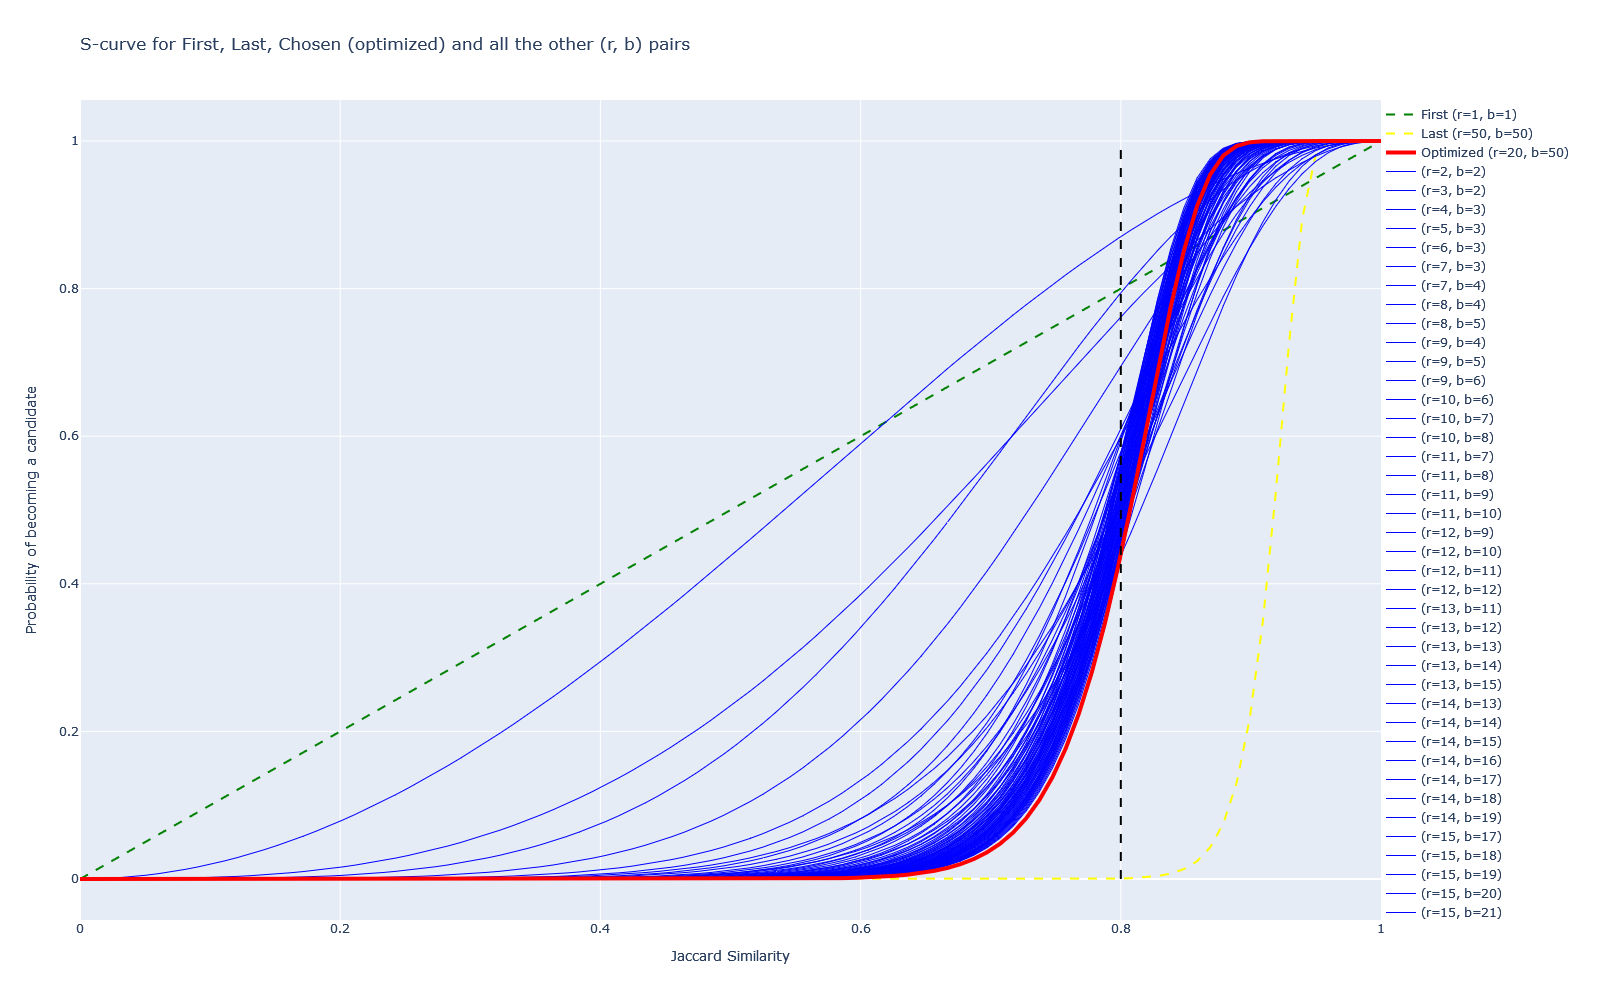 S-curve for First, Last, Chosen (optimized) and all the other (r, b) pairs
Probability of becoming a candidate
1
0.8
0.6
0.4
0.2
0
0
0.2
0.4
0.6
0.8
1
Jaccard Similarity
First (r=1, b=1)
Last (r=50, b=50)
Optimized (r=20, b=50)
(r=2, b=2)
(r=3, b=2)
(r=4, b=3)
(r=5, b=3)
(r=6, b=3)
(r=7, b=3)
(r=7, b=4)
(r=8, b=4)
(r=8, b=5)
(r=9, b=4)
(r=9, b=5)
(r=9, b=6)
(r=10, b=6)
(r=10, b=7)
(r=10, b=8)
(r=11, b=7)
(r=11, b=8)
(r=11, b=9)
(r=11, b=10)
(r=12, b=9)
(r=12, b=10)
(r=12, b=11)
(r=12, b=12)
(r=13, b=11)
(r=13, b=12)
(r=13, b=13)
(r=13, b=14)
(r=13, b=15)
(r=14, b=13)
(r=14, b=14)
(r=14, b=15)
(r=14, b=16)
(r=14, b=17)
(r=14, b=18)
(r=14, b=19)
(r=15, b=17)
(r=15, b=18)
(r=15, b=19)
(r=15, b=20)
(r=15, b=21)